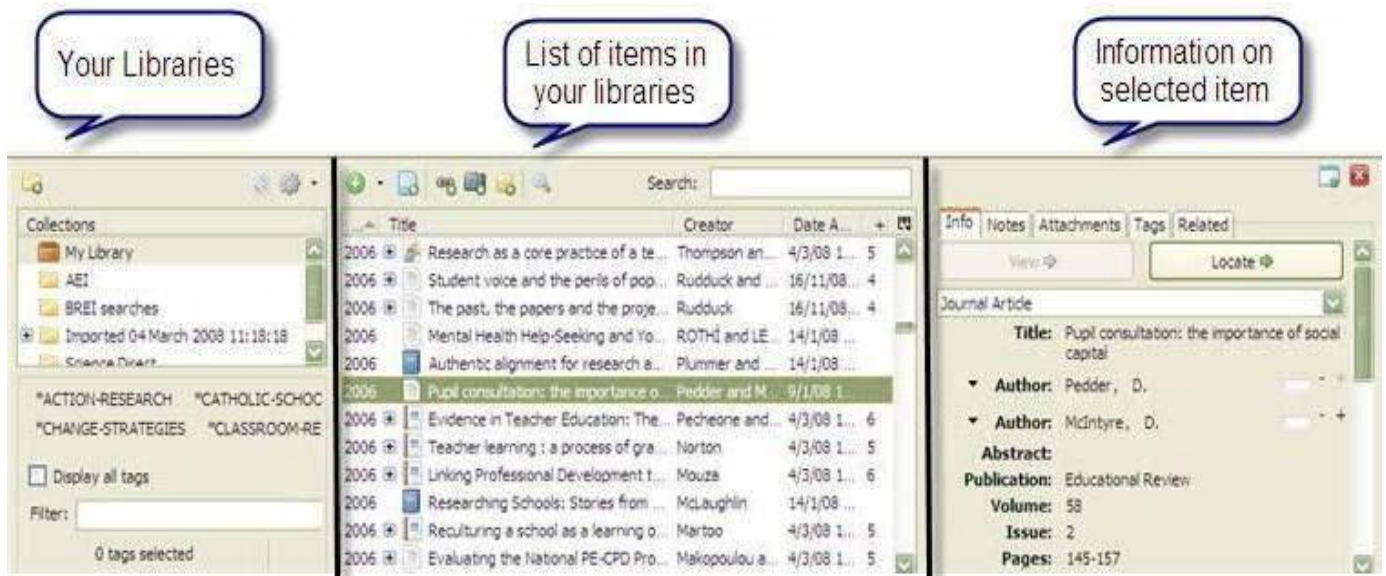 Your Libraries
List of items in
your libraries
Information on
selected item
Collections
My Library
AEI
BREI searches
Imported 04 March 2008 11:18:18
Science Direct
*ACTION-RESEARCH *CATHOLIC-SCHOC
*CHANGE-STRATEGIES *CLASSROOM-RE
Display all tags
Filter:
0 tags selected
Search:
... Title Creator Date A... +
2006 Research as a core practice of a te... Thompson an... 4/3/08 1... 5
2006 Student voice and the perils of pop... Rudduck and ... 16/11/08... 4
2006 The past, the papers and the proje... Rudduck 16/11/08... 4
2006 Mental Health Help-Seeking and Yo... ROTHÌ and LE... 14/1/08 ...
2006 Authentic alignment for research a... Plummer and ... 14/1/08 ...
2006 Pupil consultation: the importance o... Pedder and M... 9/1/08 1...
2006 Evidence in Teacher Education: The... Pecheone and... 4/3/08 1... 6
2006 Teacher learning : a process of gra... Norton 4/3/08 1... 5
2006 Linking Professional Development t... Mouza 4/3/08 1... 6
2006 Researching Schools: Stories from ... McLaughlin 14/1/08 ...
2006 Reculturing a school as a learning o... Martoo 4/3/08 1... 5
2006 Evaluating the National PE-CPD Pro... Makopoulou a... 4/3/08 1... 5
Info Notes Attachments Tags Related
View Locate
Journal Article
Title: Pupil consultation: the importance of social
capital
Author: Pedder, D.
Author: McIntyre, D.
Abstract:
Publication: Educational Review
Volume: 58
Issue: 2
Pages: 145-157